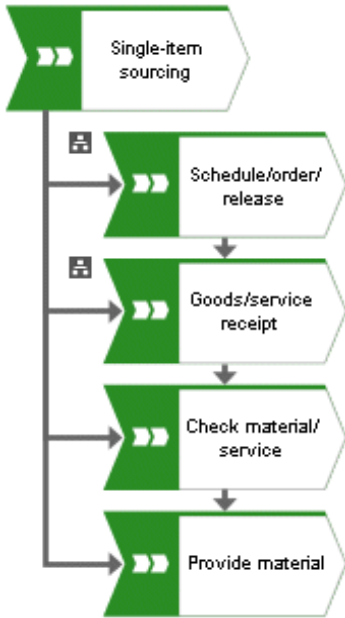 Single-item
sourcing
Schedule/order/
release
Goods/service
receipt
Check material/
service
Provide material